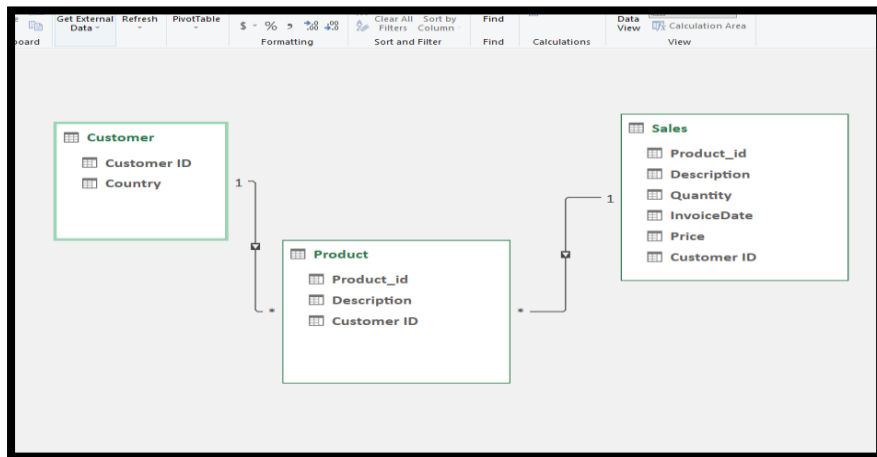 Get External Refresh PivotTable Clear All Sort by Find Data
Data $ % , .00 Filters Column View Calculation Area
Formatting Sort and Filter Find Calculations View
Customer
Customer ID
Country
1
*
Product
Product_id
Description
Customer ID
*
1
Sales
Product_id
Description
Quantity
InvoiceDate
Price
Customer ID